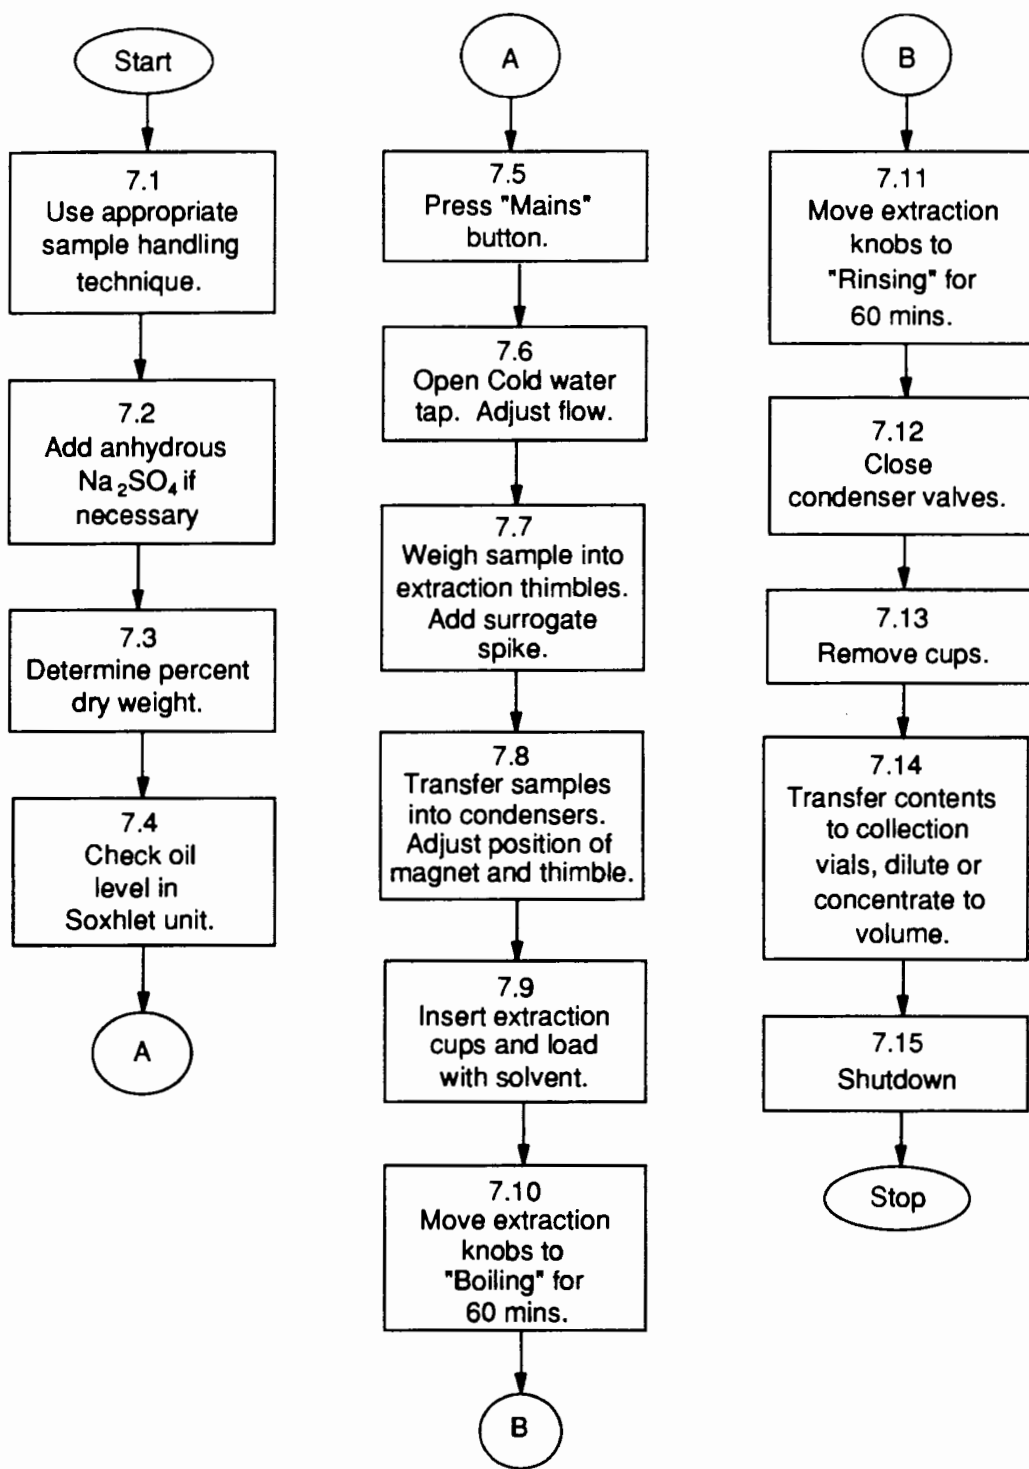 Start
7.1
Use appropriate
sample handling
technique.
7.2
Add anhydrous
Na₂SO₄ if
necessary
7.3
Determine percent
dry weight.
7.4
Check oil
level in
Soxhlet unit.
A
A
7.5
Press "Mains"
button.
7.6
Open Cold water
tap. Adjust flow.
7.7
Weigh sample into
extraction thimbles.
Add surrogate
spike.
7.8
Transfer samples
into condensers.
Adjust position of
magnet and thimble.
7.9
Insert extraction
cups and load
with solvent.
7.10
Move extraction
knobs to
"Boiling" for
60 mins.
B
B
7.11
Move extraction
knobs to
"Rinsing" for
60 mins.
7.12
Close
condenser valves.
7.13
Remove cups.
7.14
Transfer contents
to collection
vials, dilute or
concentrate to
volume.
7.15
Shutdown
Stop